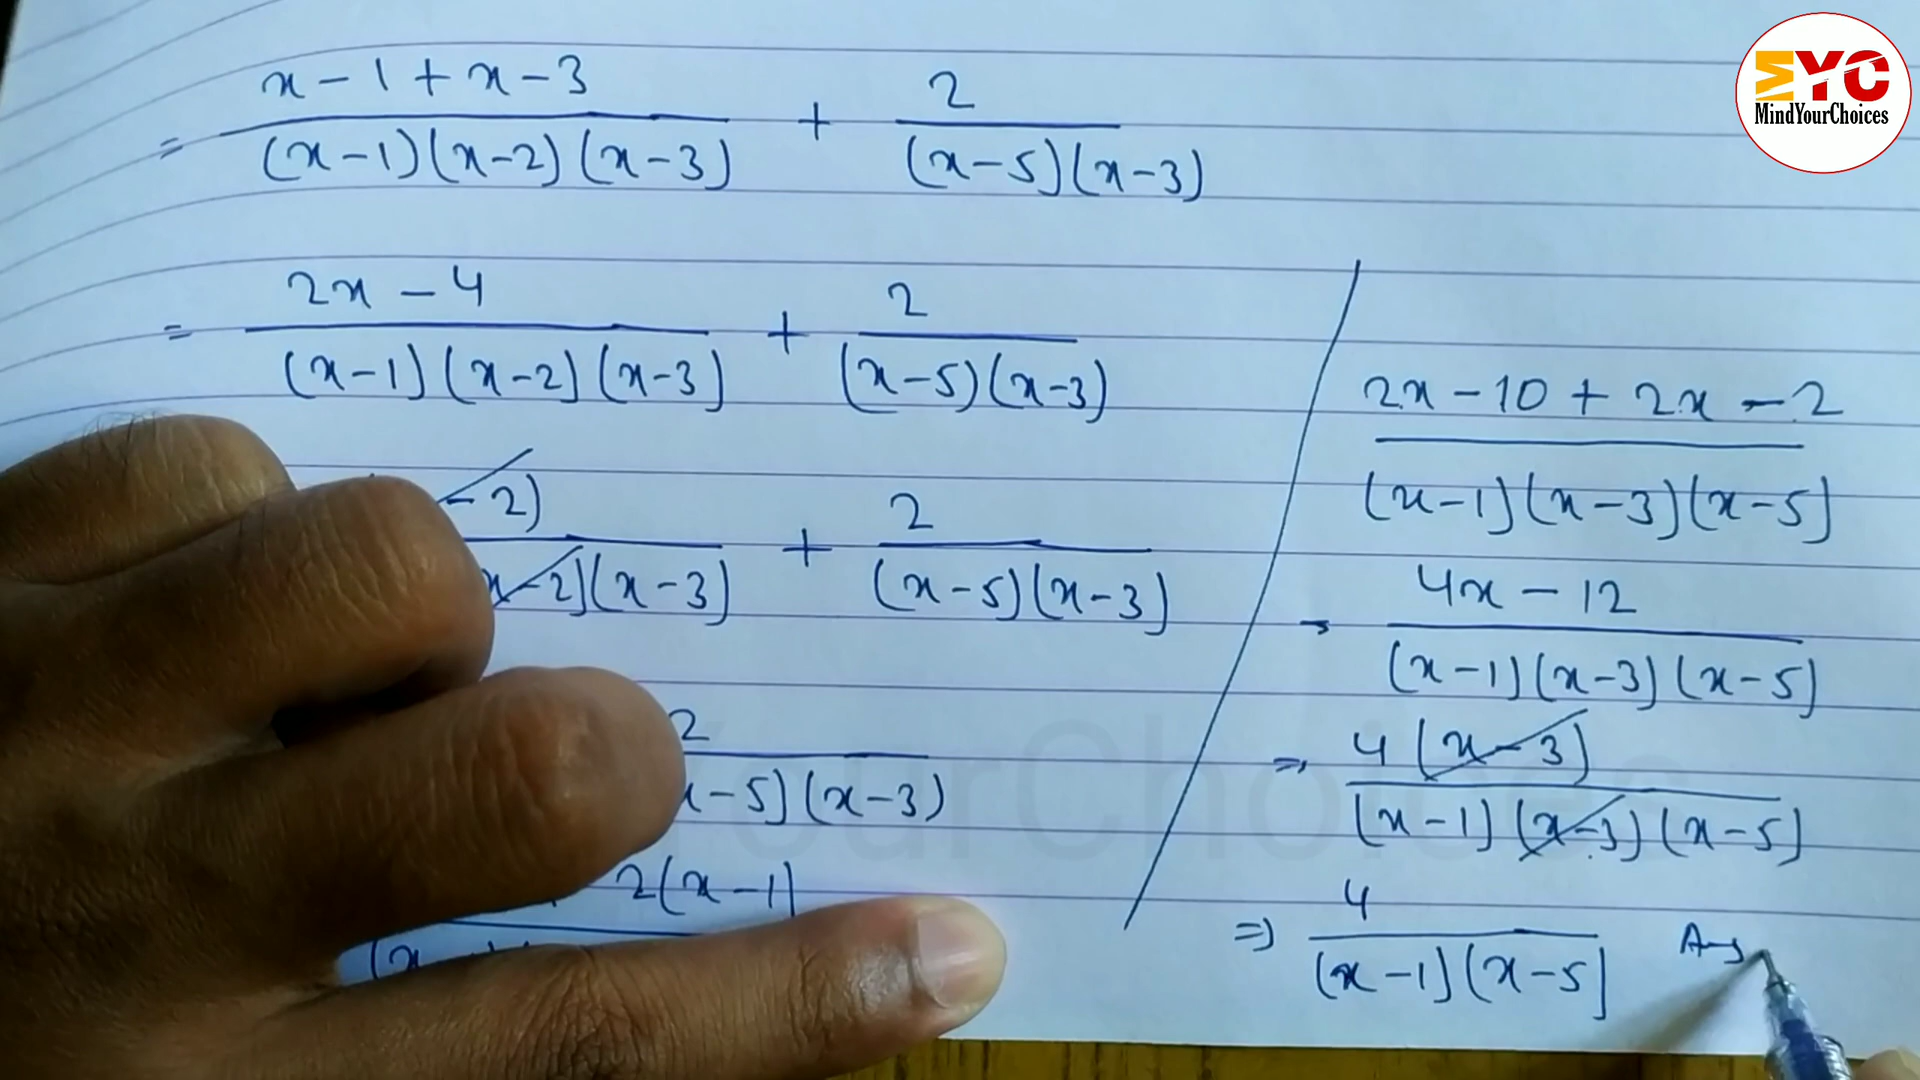 x - 1 + x - 3      2
= ――――――――― + ―――――――
(x-1)(x-2)(x-3)      (x-5)(x-3)
2x - 4      2
= ――――――――― + ―――――――
(x-1)(x-2)(x-3)      (x-5)(x-3)
-2)      2
――――――――― + ―――――――
x-2)(x-3)      (x-5)(x-3)
2
x-5)(x-3)
2(x-1)
(x
2x - 10 + 2x - 2
(x-1)(x-3)(x-5)
4x - 12
(x-1)(x-3)(x-5)
⇒ 4(x-3)
(x-1)(x-3)(x-5)
⇒ 4
(x-1)(x-5)
Ans
MYC
MindYourChoices
YourChoices